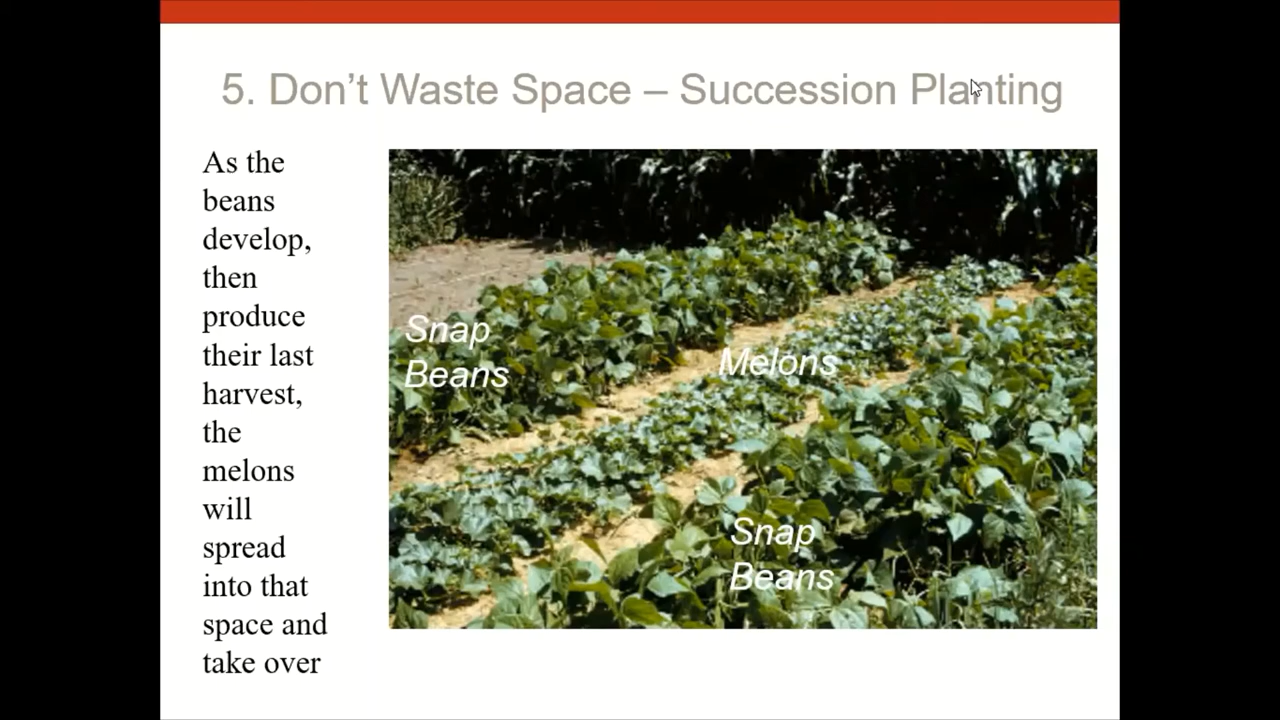 5. Don’t Waste Space – Succession Planting
As the
beans
develop,
then
produce
their last
harvest,
the
melons
will
spread
into that
space and
take over
Snap
Beans
Melons
Snap
Beans